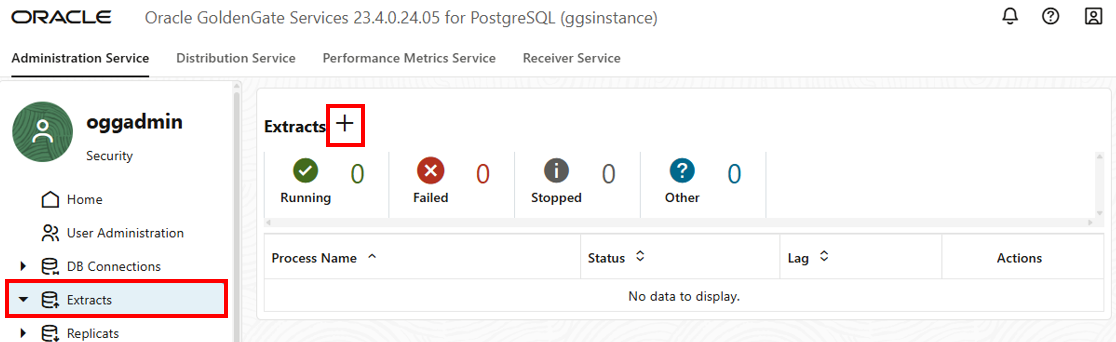 ORACLE Oracle GoldenGate Services 23.4.0.24.05 for PostgreSQL (ggsinstance)
Administration Service Distribution Service Performance Metrics Service Receiver Service
oggadmin
Security
Home
User Administration
DB Connections
Extracts
Replicats
Extracts
0 0 0 0
Running Failed Stopped Other
Process Name Status Lag Actions
No data to display.